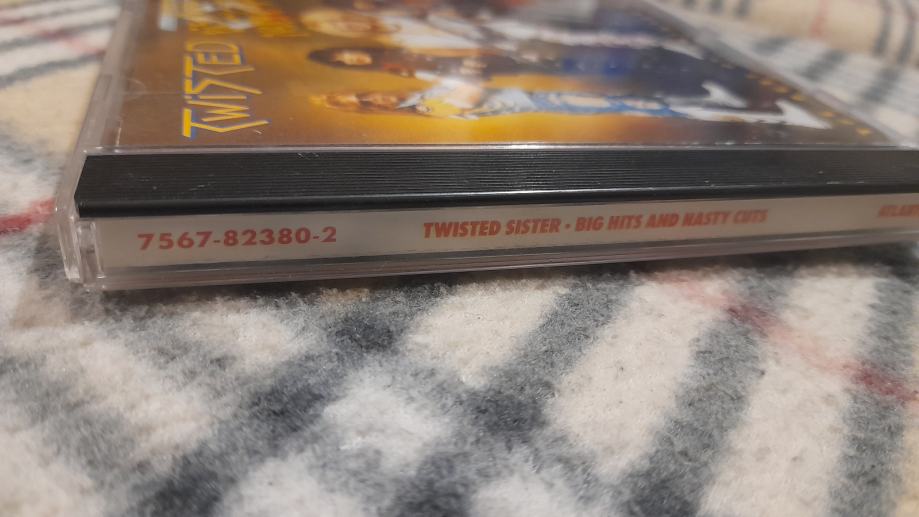 TWISTED
7567-82380-2 TWISTED SISTER • BIG HITS AND NASTY CUTS